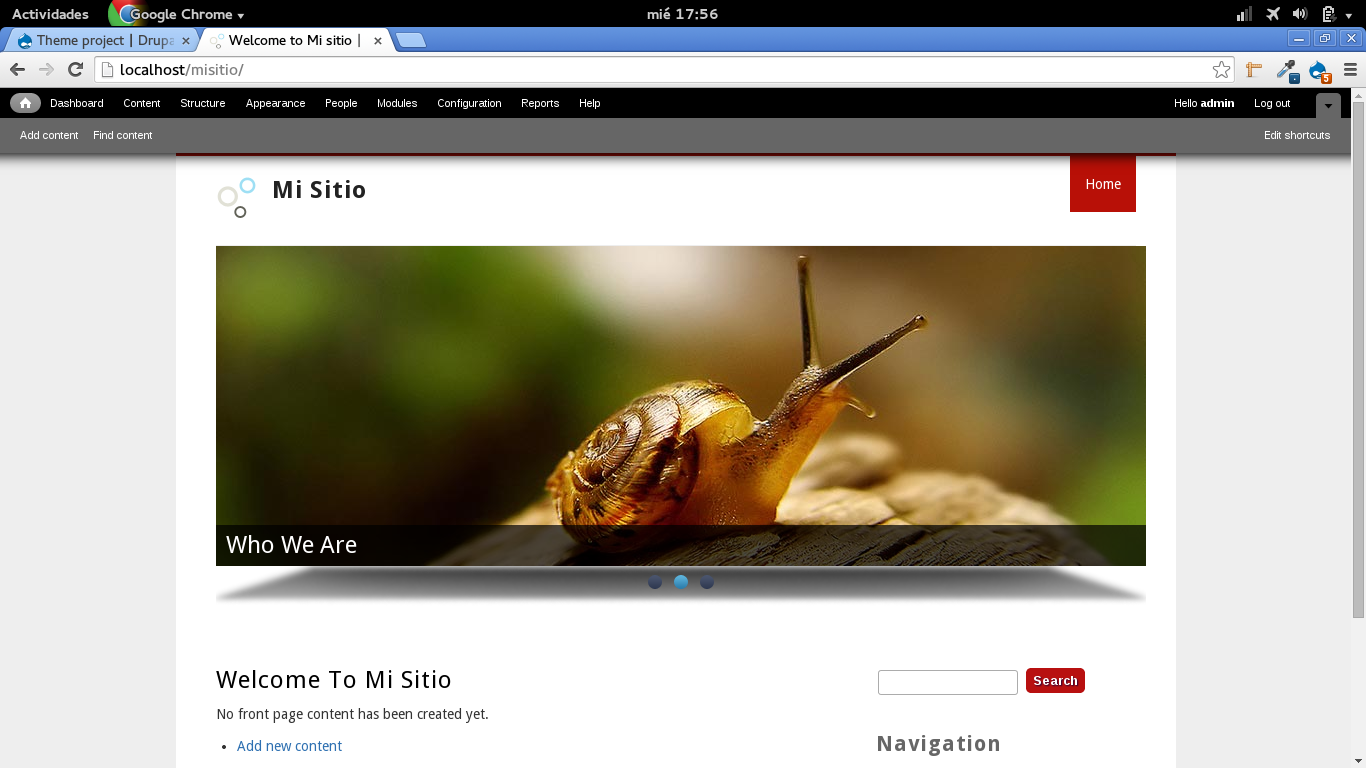 Actividades Google Chrome mié 17:56
Theme project | Drupa Welcome to Mi sitio |
localhost/misitio/ 5
Dashboard Content Structure Appearance People Modules Configuration Reports Help Hello admin Log out
Add content Find content Edit shortcuts
Mi Sitio Home
Who We Are
Welcome To Mi Sitio
No front page content has been created yet.
Add new content
Search
Navigation